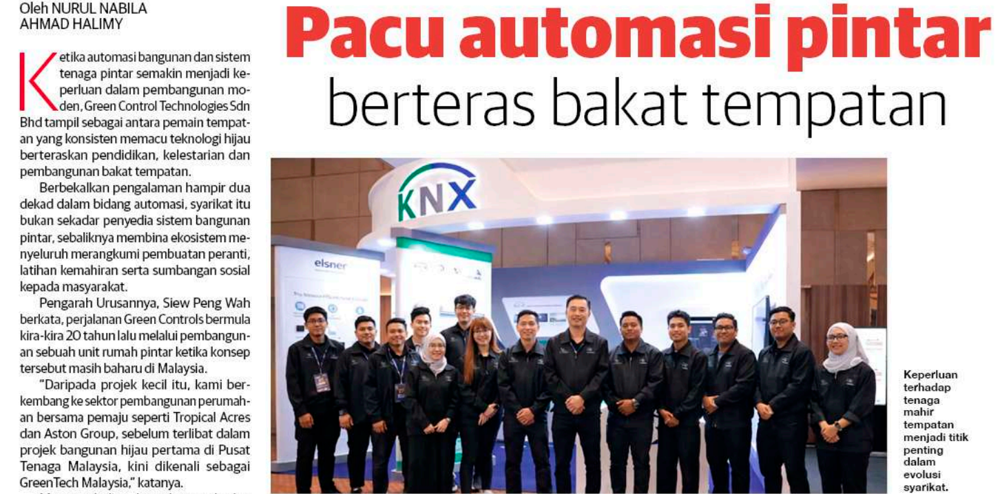 Oleh NURUL NABILA
AHMAD HALIMY
Pacu automasi pintar
berteras bakat tempatan
Ketika automasi bangunan dan sistem
tenaga pintar semakin menjadi ke-
perluan dalam pembangunan mo-
den, Green Control Technologies Sdn
Bhd tampil sebagai antara pemain tempat-
an yang konsisten memacu teknologi hijau
berteraskan pendidikan, kelestarian dan
pembangunan bakat tempatan.
Berbekalkan pengalaman hampir dua
dekad dalam bidang automasi, syarikat itu
bukan sekadar penyedia sistem bangunan
pintar, sebaliknya membina ekosistem me-
nyeluruh merangkumi pembuatan peranti,
latihan kemahiran serta sumbangan sosial
kepada masyarakat.
Pengarah Urusannya, Siew Peng Wah
berkata, perjalanan Green Controls bermula
kira-kira 20 tahun lalu melalui pembangun-
an sebuah unit rumah pintar ketika konsep
tersebut masih baharu di Malaysia.
"Daripada projek kecil itu, kami ber-
kembang ke sektor pembangunan perumah-
an bersama pemaju seperti Tropical Acres
dan Aston Group, sebelum terlibat dalam
projek bangunan hijau pertama di Pusat
Tenaga Malaysia, kini dikenali sebagai
GreenTech Malaysia," katanya.
KNX
elsner
Keperluan
terhadap
tenaga
mahir
tempatan
menjadi titik
penting
dalam
evolusi
syarikat.